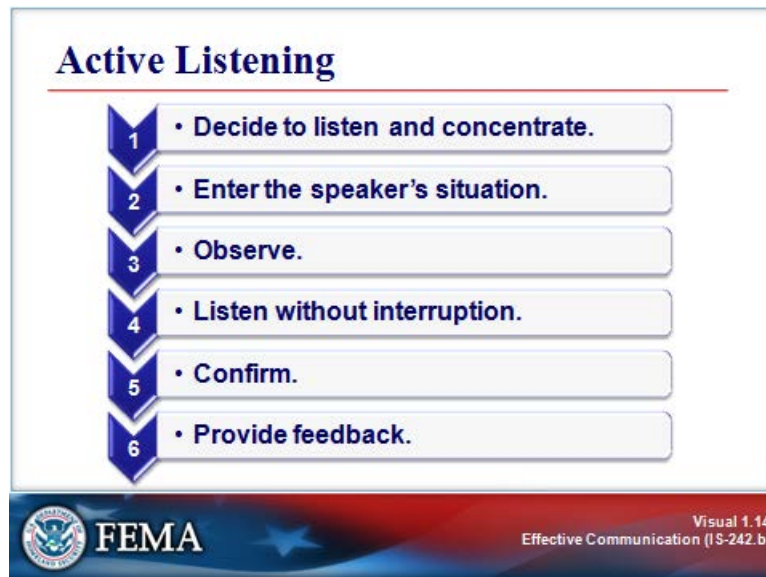 Active Listening
1 • Decide to listen and concentrate.
2 • Enter the speaker's situation.
3 • Observe.
4 • Listen without interruption.
5 • Confirm.
6 • Provide feedback.
FEMA
Visual 1.14
Effective Communication (IS-242.b